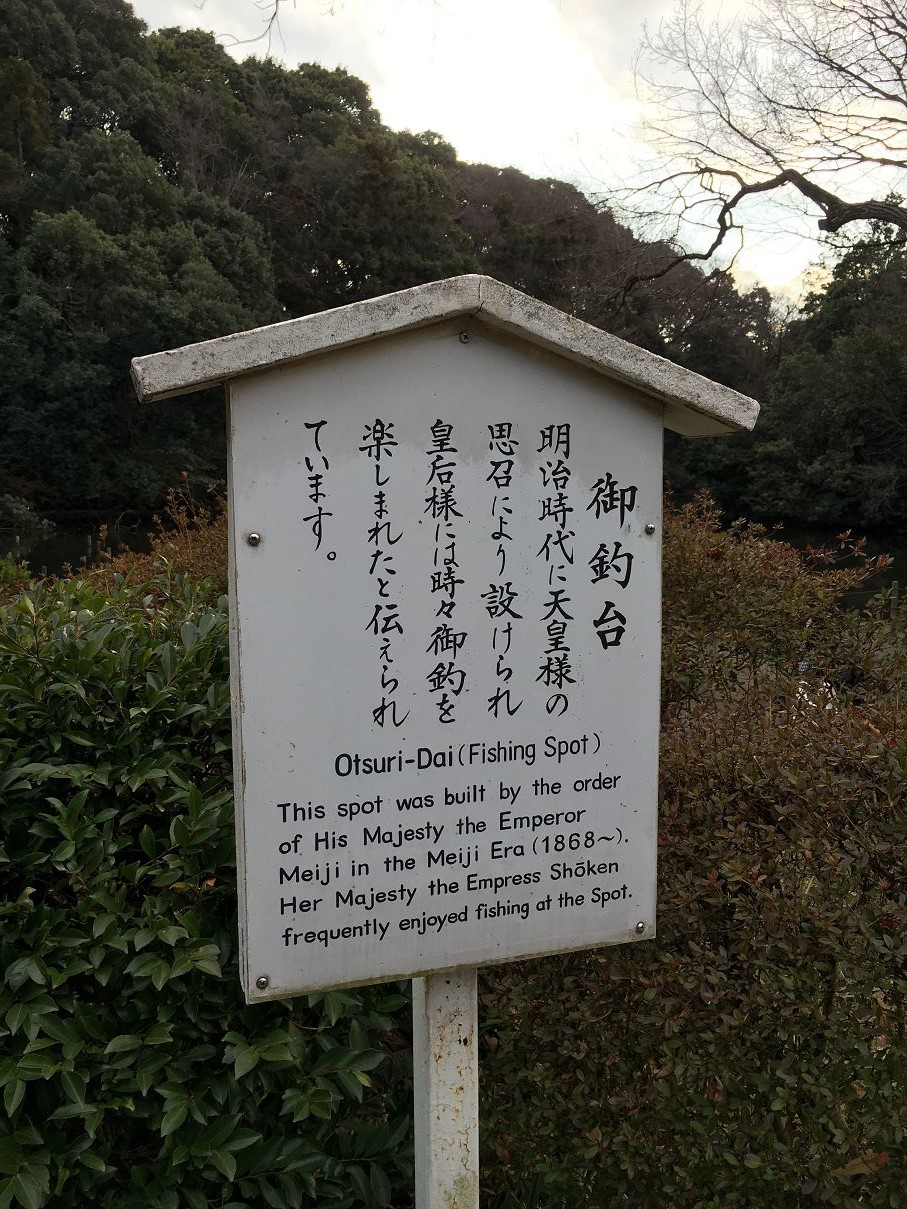 御釣台
明治時代に天皇様の
思召により設けられ
皇后様には時々御釣を
楽しまれたと伝えられ
ています。
Otsuri-Dai (Fishing Spot)
This spot was built by the order
of His Majesty the Emperor
Meiji in the Meiji Era (1868〜).
Her Majesty the Empress Shōken
frequently enjoyed fishing at the Spot.